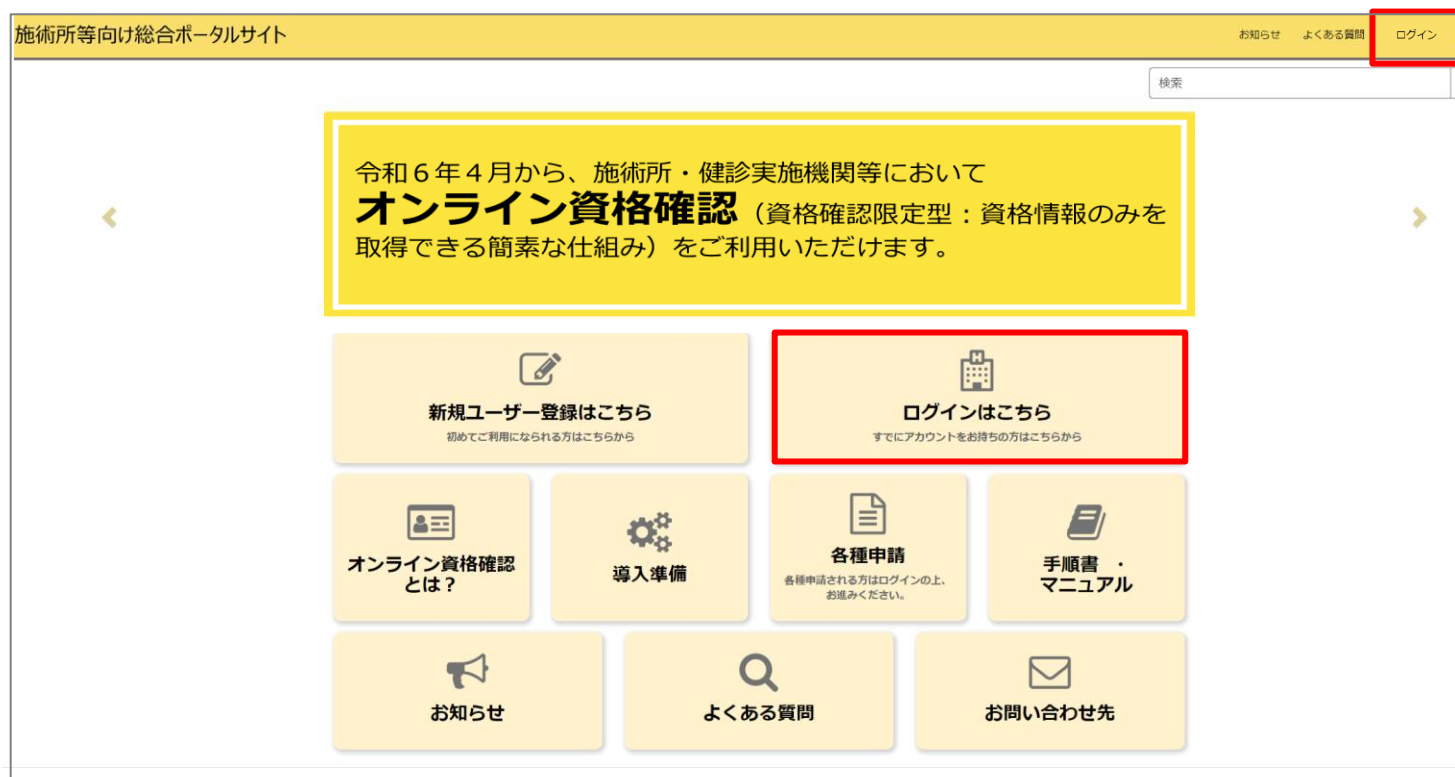 施術所等向け総合ポータルサイト
お知らせ
よくある質問
ログイン
検索
令和6年4月から、施術所・健診実施機関等において
オンライン資格確認（資格確認限定型：資格情報のみを
取得できる簡素な仕組み）をご利用いただけます。
新規ユーザー登録はこちら
初めてご利用になられる方はこちらから
ログインはこちら
すでにアカウントをお持ちの方はこちらから
オンライン資格確認
とは？
導入準備
各種申請
各種申請される方はログインの上、
お進みください。
手順書 ・
マニュアル
お知らせ
よくある質問
お問い合わせ先